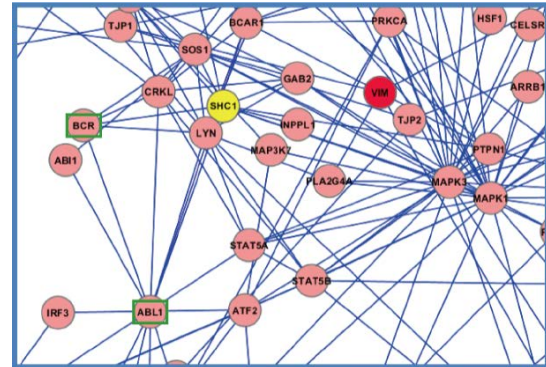 TJP1
BCAR1
PRKCA
HSF1
CELSR
SOS1
CRKL
GAB2
VIM
ARRB1
SHC1
TJP2
BCR
LYN
INPPL1
MAP3K7
PTPN1
ABI1
PLA2G4A
MAPK3
MAPK1
STAT5A
STAT5B
IRF3
ABL1
ATF2